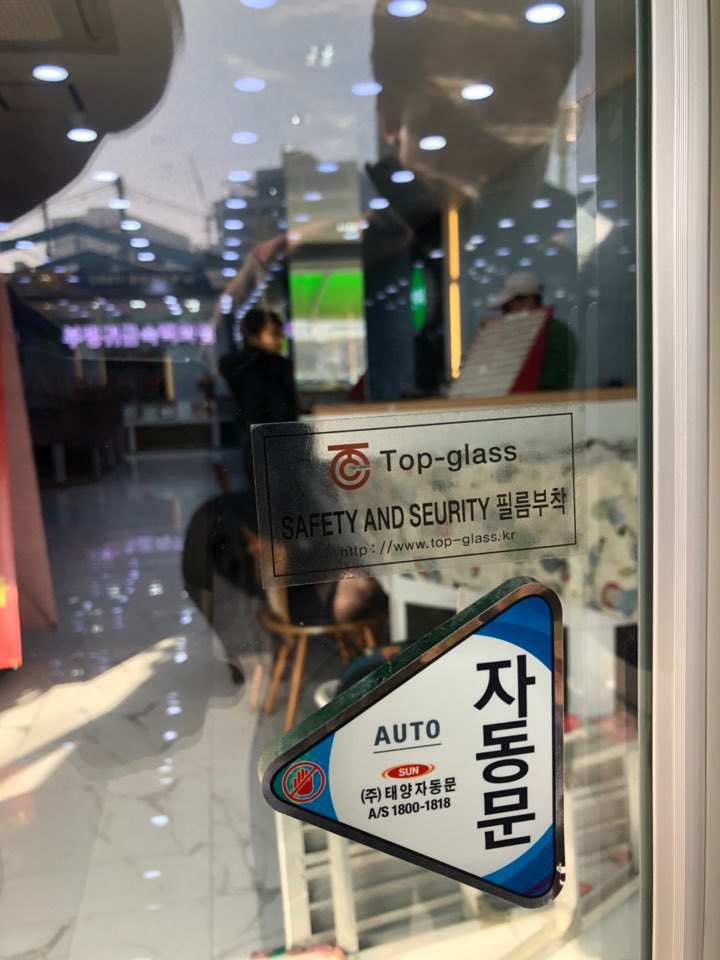 Top-glass
SAFETY AND SEURITY 필름부착
http://www.top-glass.kr
자동문
AUTO
SUN
(주)태양자동문
A/S 1800-1818